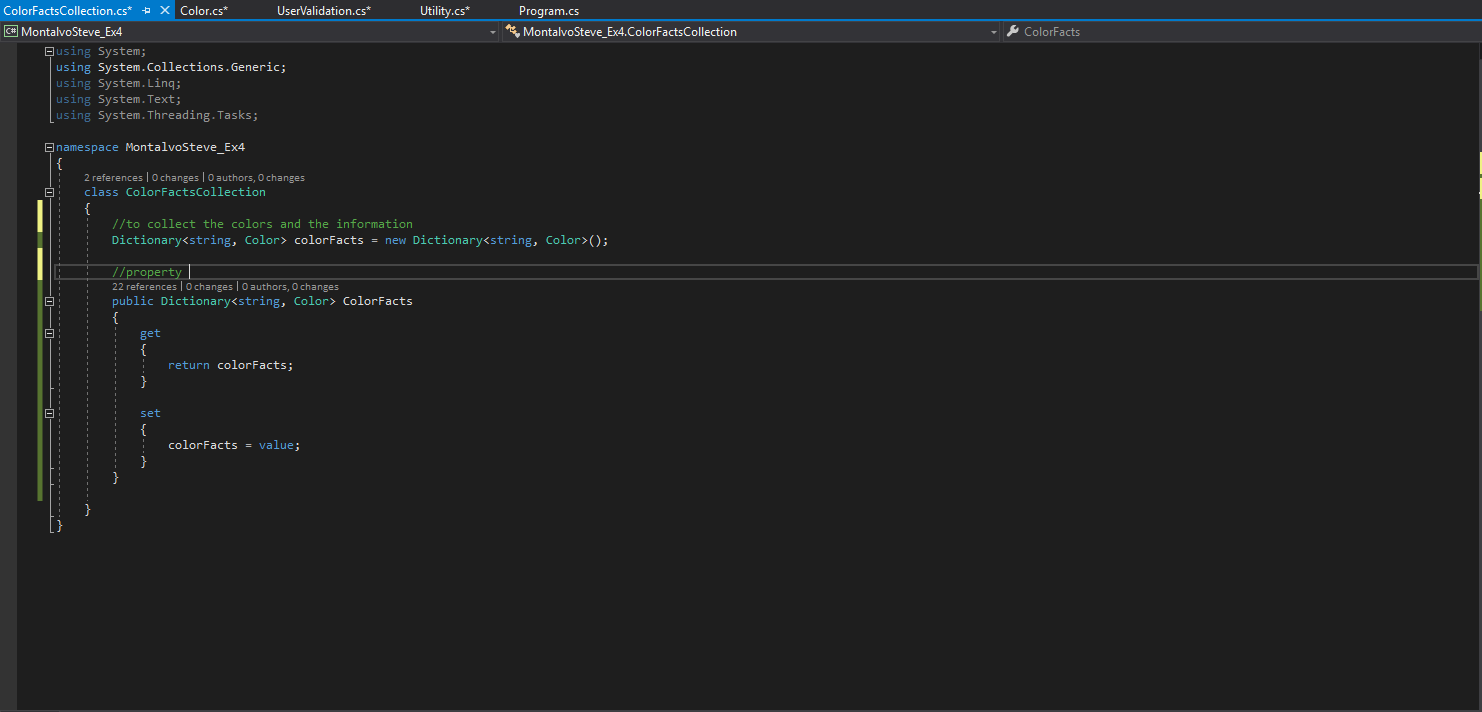 ColorFactsCollection.cs* Color.cs* UserValidation.cs* Utility.cs* Program.cs
C# MontalvoSteve_Ex4 MontalvoSteve_Ex4.ColorFactsCollection ColorFacts
using System;
using System.Collections.Generic;
using System.Linq;
using System.Text;
using System.Threading.Tasks;
namespace MontalvoSteve_Ex4
{
2 references | 0 changes | 0 authors, 0 changes
class ColorFactsCollection
{
//to collect the colors and the information
Dictionary<string, Color> colorFacts = new Dictionary<string, Color>();
//property
22 references | 0 changes | 0 authors, 0 changes
public Dictionary<string, Color> ColorFacts
{
get
{
return colorFacts;
}
set
{
colorFacts = value;
}
}
}
}